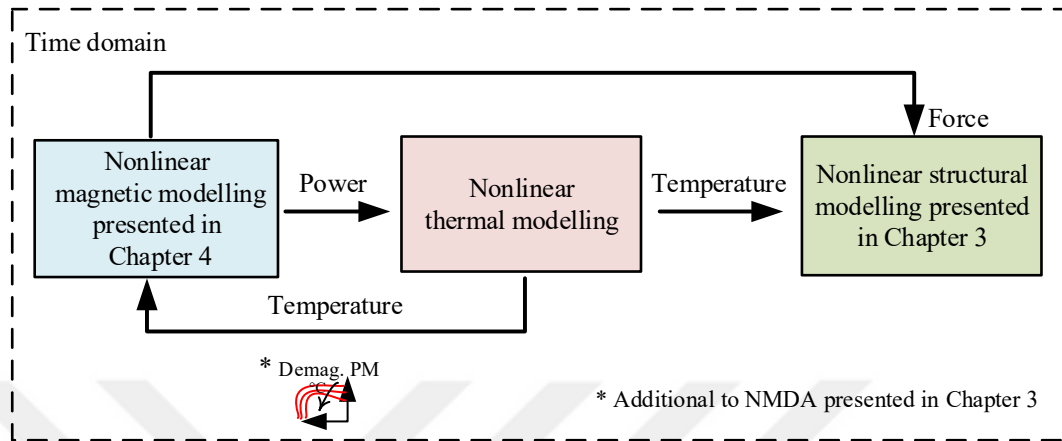 Time domain
Force
Nonlinear
magnetic modelling
presented in
Chapter 4
Power
Nonlinear
thermal modelling
Temperature
Nonlinear structural
modelling presented
in Chapter 3
Temperature
* Demag. PM
°C
* Additional to NMDA presented in Chapter 3